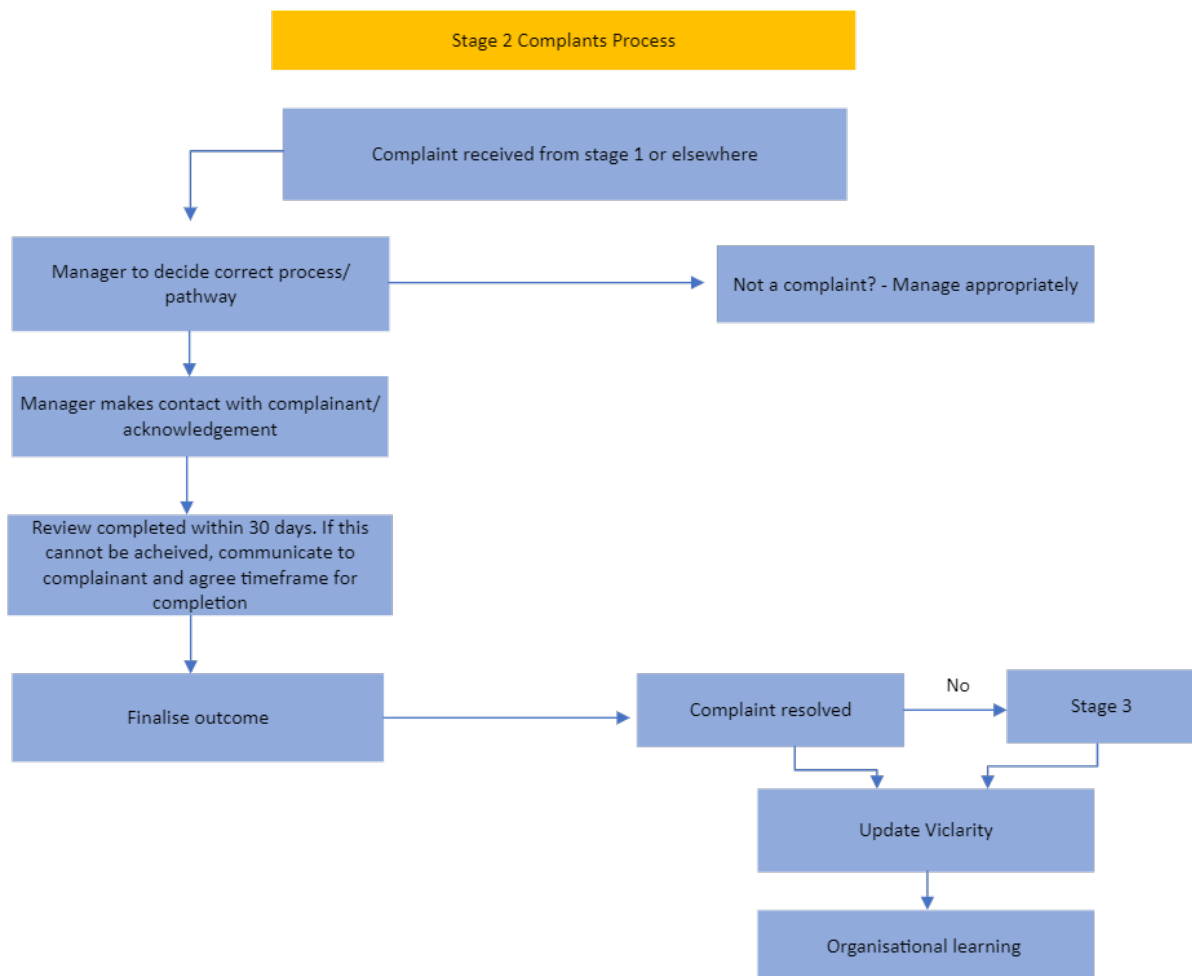 Stage 2 Complants Process
Complaint received from stage 1 or elsewhere
Manager to decide correct process/
pathway
Not a complaint? - Manage appropriately
Manager makes contact with complainant/
acknowledgement
Review completed within 30 days. If this
cannot be acheived, communicate to
complainant and agree timeframe for
completion
Finalise outcome
Complaint resolved
No
Stage 3
Update Viclarity
Organisational learning